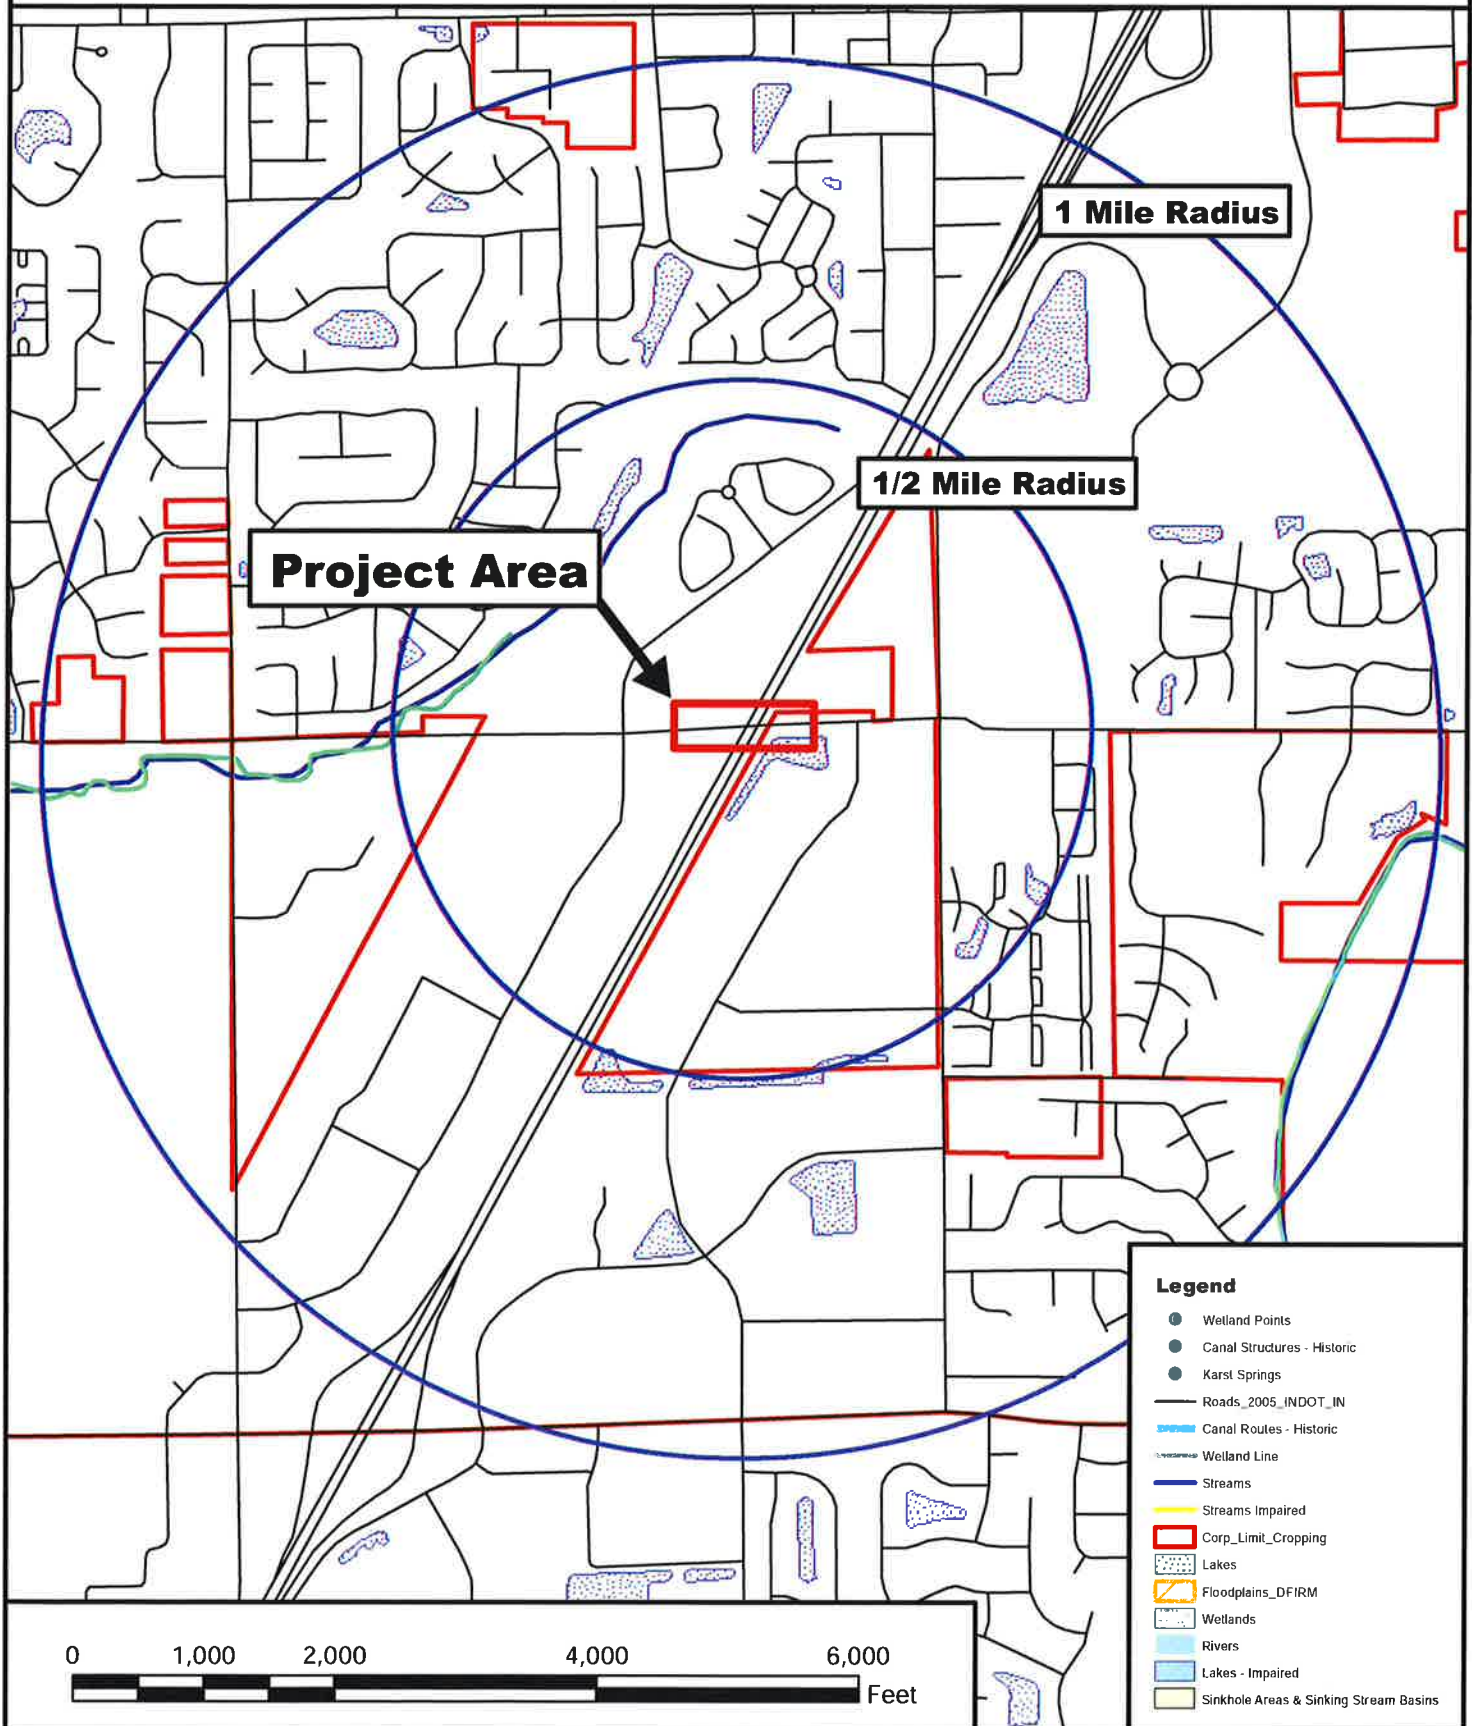 1 Mile Radius
1/2 Mile Radius
Project Area
Legend
Wetland Points
Canal Structures - Historic
Karst Springs
Roads_2005_INDOT_IN
Canal Routes - Historic
Wetland Line
Streams
Streams Impaired
Corp_Limit_Cropping
Lakes
Floodplains_DFIRM
Wetlands
Rivers
Lakes - Impaired
Sinkhole Areas & Sinking Stream Basins
0 1,000 2,000 4,000 6,000
Feet